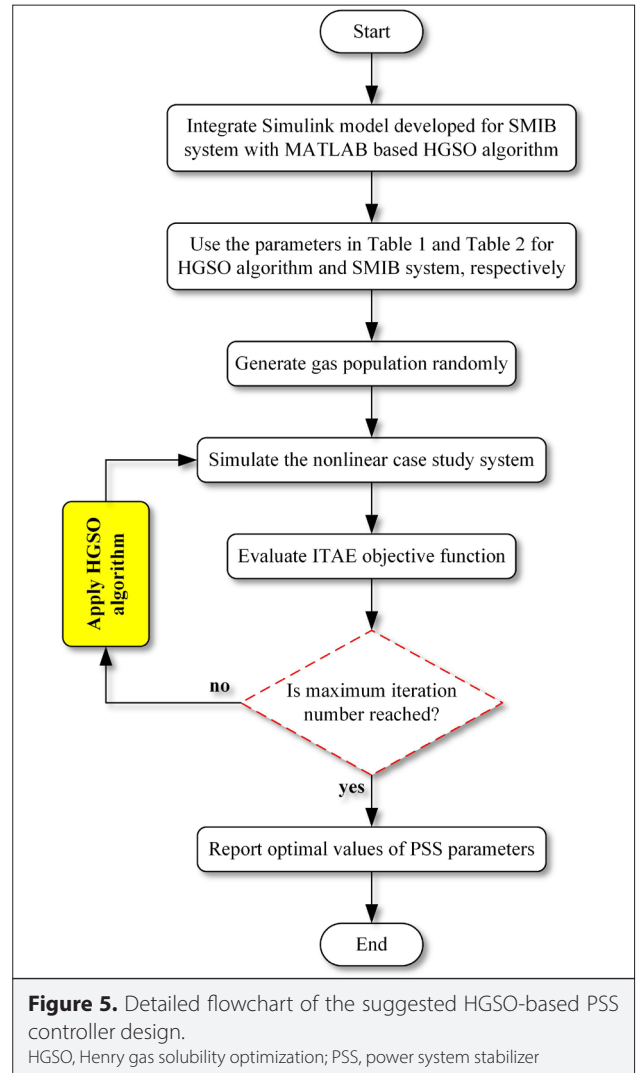 Start
Integrate Simulink model developed for SMIB
system with MATLAB based HGSO algorithm
Use the parameters in Table 1 and Table 2 for
HGSO algorithm and SMIB system, respectively
Generate gas population randomly
Simulate the nonlinear case study system
Apply HGSO
algorithm
Evaluate ITAE objective function
no
Is maximum iteration
number reached?
yes
Report optimal values of PSS parameters
End
Figure 5. Detailed flowchart of the suggested HGSO-based PSS
controller design.
HGSO, Henry gas solubility optimization; PSS, power system stabilizer